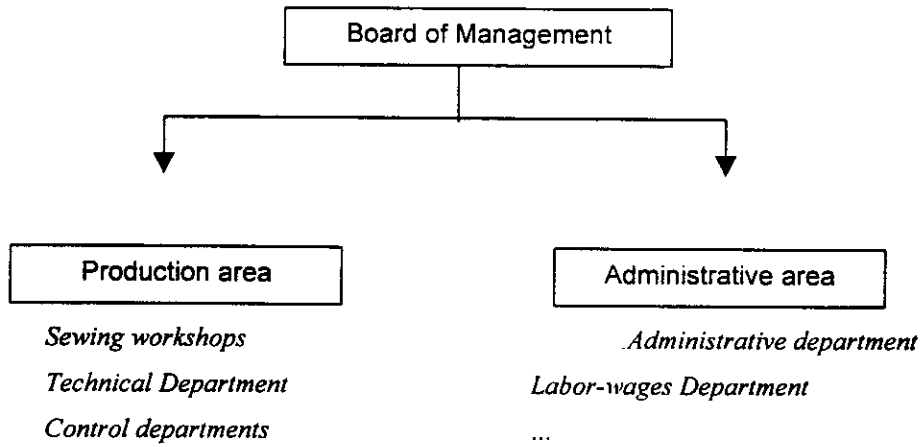 Board of Management
Production area
Sewing workshops
Technical Department
Control departments
Administrative area
Administrative department
Labor-wages Department
...